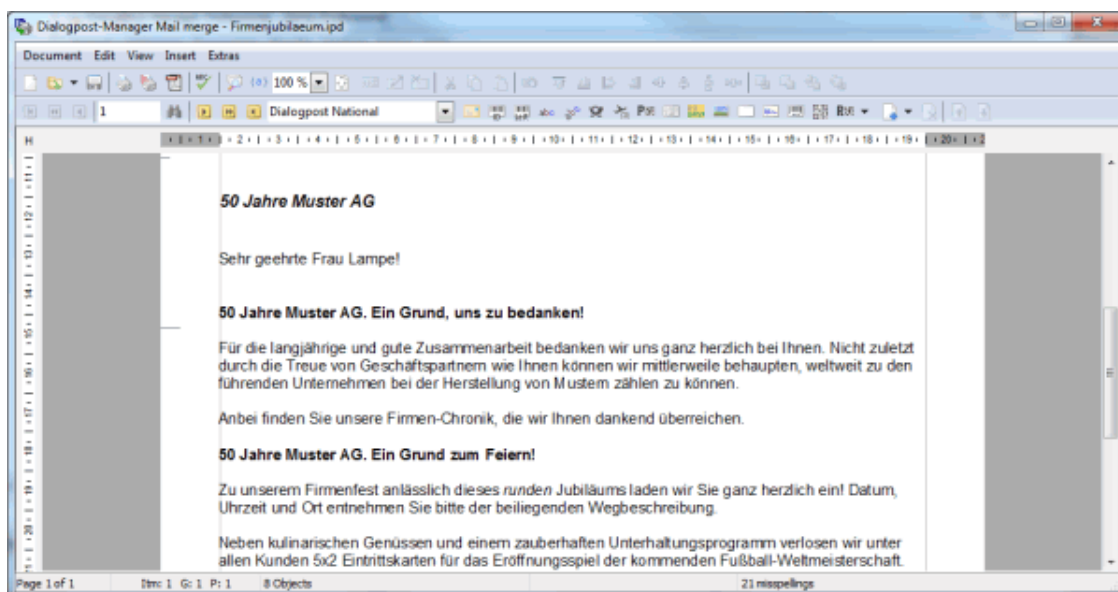 Dialogpost-Manager Mail merge - Firmenjubilaeum.ipd
Document Edit View Insert Extras
100 %
1 Dialogpost National
50 Jahre Muster AG
Sehr geehrte Frau Lampe!
50 Jahre Muster AG. Ein Grund, uns zu bedanken!
Für die langjährige und gute Zusammenarbeit bedanken wir uns ganz herzlich bei Ihnen. Nicht zuletzt
durch die Treue von Geschäftspartnern wie Ihnen können wir mittlerweile behaupten, weltweit zu den
führenden Unternehmen bei der Herstellung von Mustern zählen zu können.
Anbei finden Sie unsere Firmen-Chronik, die wir Ihnen dankend überreichen.
50 Jahre Muster AG. Ein Grund zum Feiern!
Zu unserem Firmenfest anlässlich dieses runden Jubiläums laden wir Sie ganz herzlich ein! Datum,
Uhrzeit und Ort entnehmen Sie bitte der beiliegenden Wegbeschreibung.
Neben kulinarischen Genüssen und einem zauberhaften Unterhaltungsprogramm verlosen wir unter
allen Kunden 5x2 Eintrittskarten für das Eröffnungsspiel der kommenden Fußball-Weltmeisterschaft.
Page 1 of 1 Itm: 1 G: 1 P: 1 8 Objects 21 misspellings